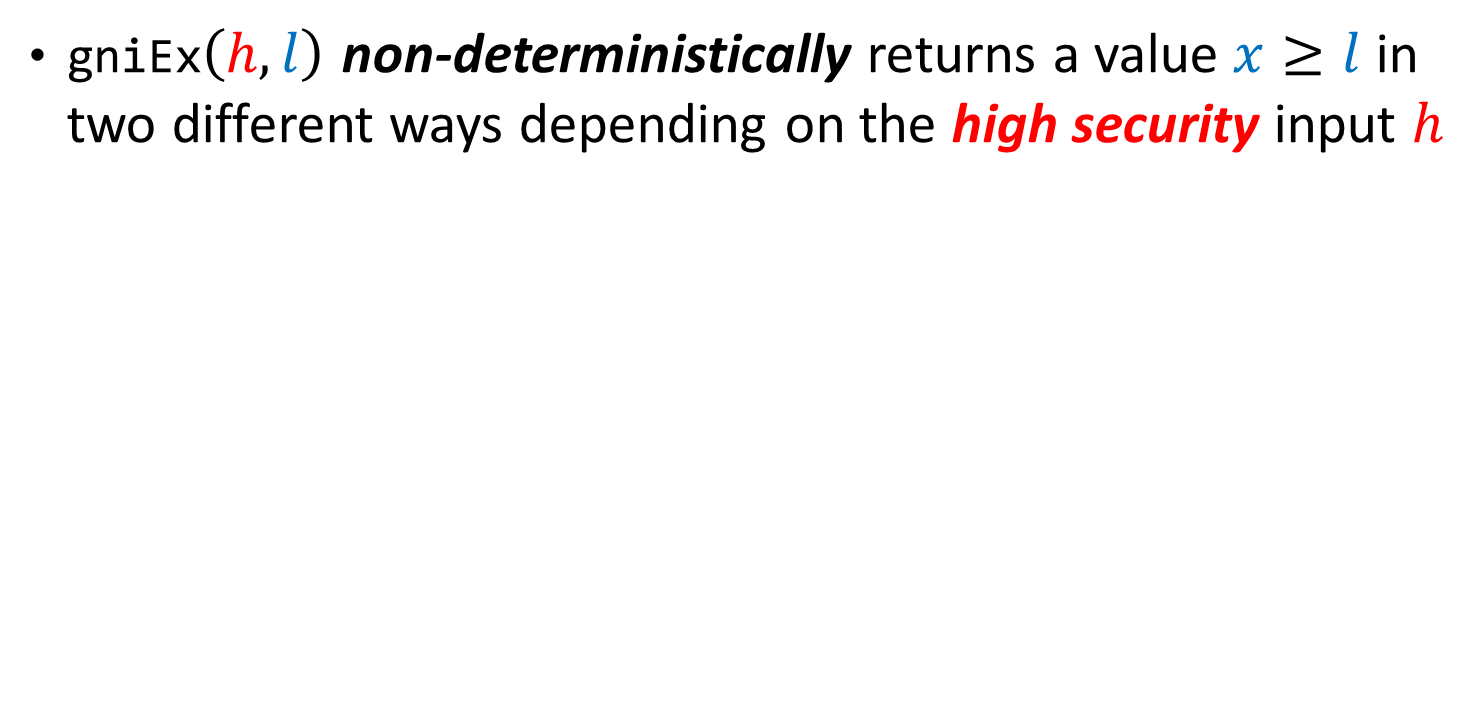 • gniEx(h, l) non-deterministically returns a value x ≥ l in
two different ways depending on the high security input h